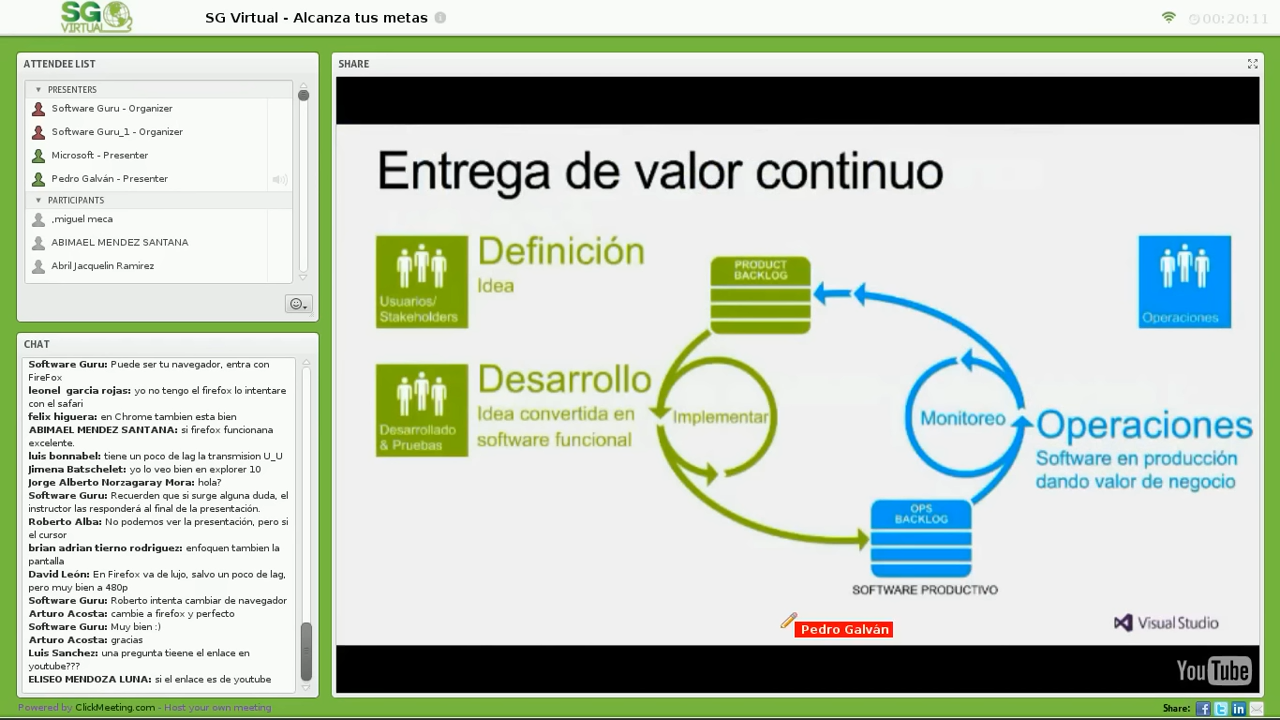 SG VIRTUAL
SG Virtual - Alcanza tus metas
00:20:11
ATTENDEE LIST
PRESENTERS
Software Guru - Organizer
Software Guru_1 - Organizer
Microsoft - Presenter
Pedro Galván - Presenter
PARTICIPANTS
,miguel meca
ABIMAEL MENDEZ SANTANA
Abril Jacquelin Ramirez
CHAT
Software Guru: Puede ser tu navegador, entra con
FireFox
leonel garcia rojas: yo no tengo el firefox lo intentare
con el safari
felix higuera: en Chrome tambien esta bien
ABIMAEL MENDEZ SANTANA: si firefox funcionana
excelente.
luis bonnabel: tiene un poco de lag la transmision U_U
Jimena Batschelet: yo lo veo bien en explorer 10
Jorge Alberto Norzagaray Mora: hola?
Software Guru: Recuerden que si surge alguna duda, el
instructor las responderá al final de la presentación.
Roberto Alba: No podemos ver la presentación, pero si
el cursor
brian adrian tierno rodriguez: enfoquen tambien la
pantalla
David León: En Firefox va de lujo, salvo un poco de lag,
pero muy bien a 480p
Software Guru: Roberto intenta cambiar de navegador
Arturo Acosta: cambie a firefox y perfecto
Software Guru: Muy bien :)
Arturo Acosta: gracias
Luis Sanchez: una pregunta tieene el enlace en
youtube???
ELISEO MENDOZA LUNA: si el enlace es de youtube
SHARE
Entrega de valor continuo
Usuarios/
Stakeholders
Definición
Idea
PRODUCT
BACKLOG
Operaciones
Desarrollado
& Pruebas
Desarrollo
Idea convertida en
software funcional
Implementar
Monitoreo
Operaciones
Software en producción
dando valor de negocio
OPS
BACKLOG
SOFTWARE PRODUCTIVO
Pedro Galván
Visual Studio
YouTube
Powered by ClickMeeting.com - Host your own meeting
Share: